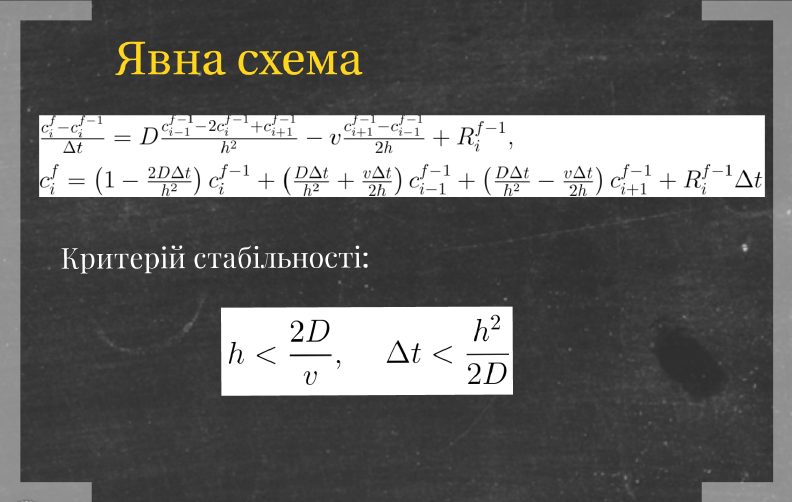 Явна схема
\frac{c_i^f - c_i^{f-1}}{\Delta t} = D\frac{c_{i-1}^{f-1} - 2c_i^{f-1} + c_{i+1}^{f-1}}{h^2} - v\frac{c_{i+1}^{f-1} - c_{i-1}^{f-1}}{2h} + R_i^{f-1},
c_i^f = \left(1 - \frac{2D\Delta t}{h^2}\right) c_i^{f-1} + \left(\frac{D\Delta t}{h^2} + \frac{v\Delta t}{2h}\right) c_{i-1}^{f-1} + \left(\frac{D\Delta t}{h^2} - \frac{v\Delta t}{2h}\right) c_{i+1}^{f-1} + R_i^{f-1}\Delta t
Критерій стабільності:
h < \frac{2D}{v}, \quad \Delta t < \frac{h^2}{2D}